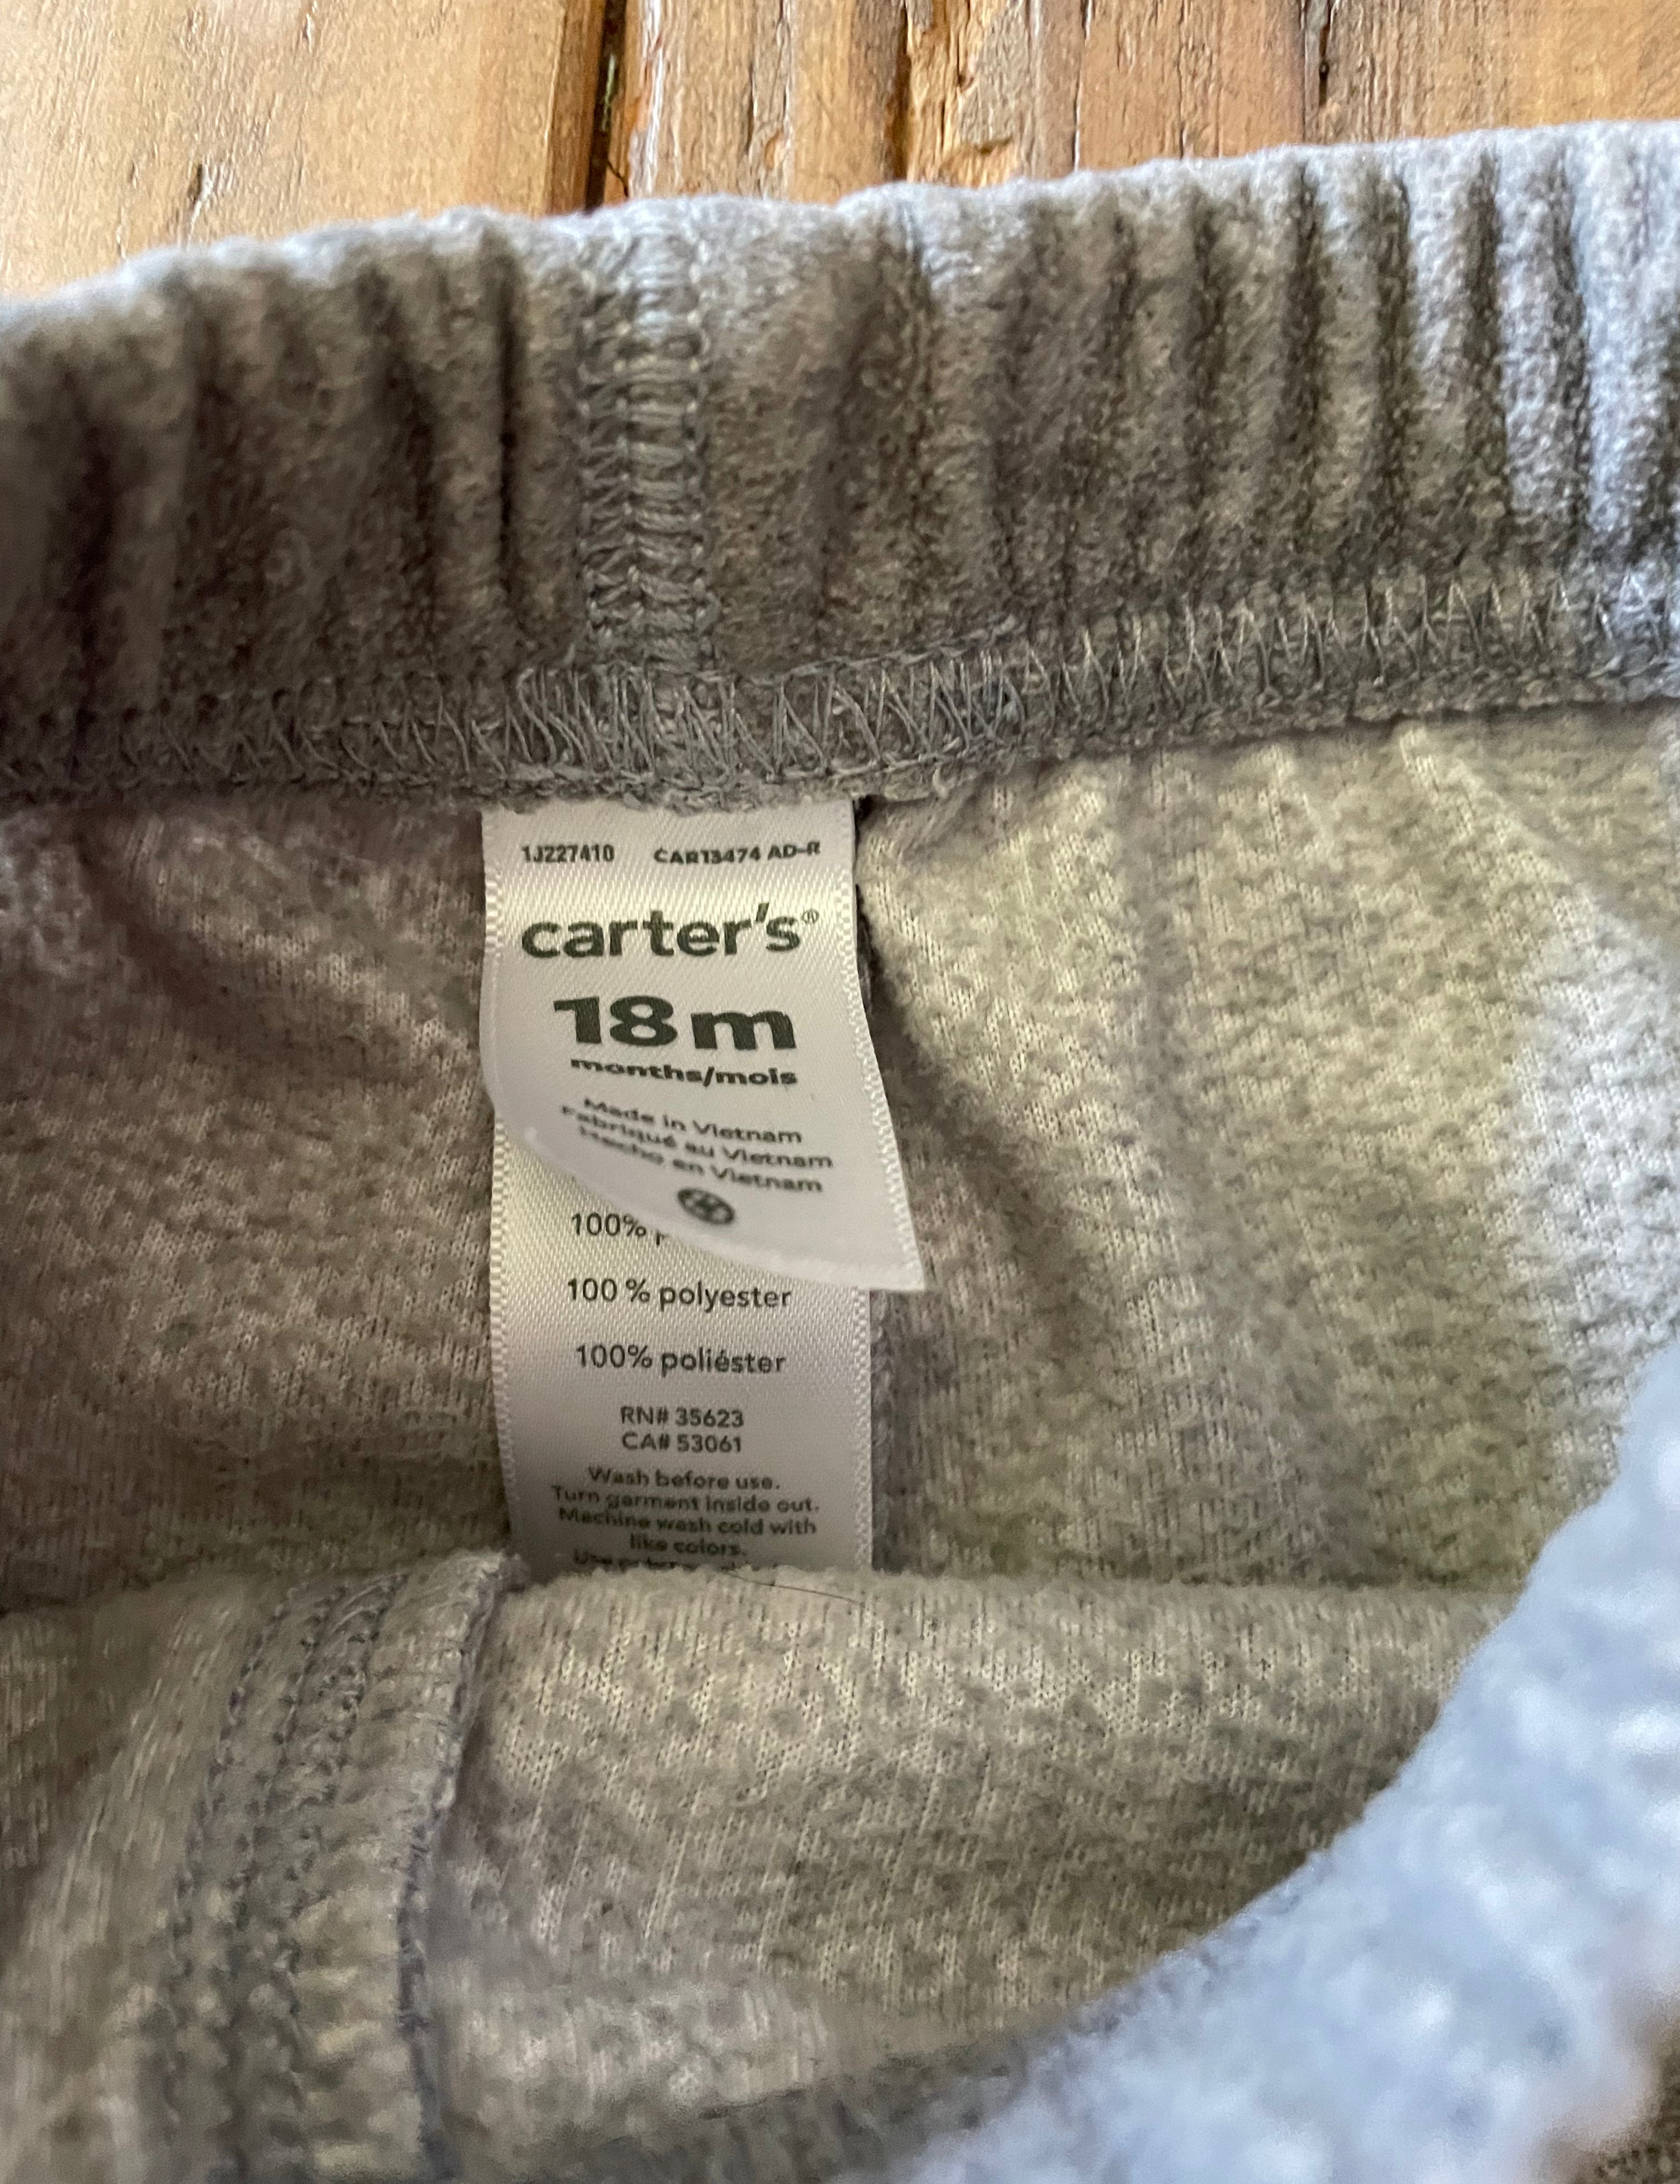 1JZ27410 CAR13474 AD-R
carter's®
18m
months/mois
Made in Vietnam
Fabriqué au Vietnam
Hecho en Vietnam
100%
100% polyester
100% poliéster
RN# 35623
CA# 53061
Wash before use.
Turn garment inside out.
Machine wash cold with
like colors.